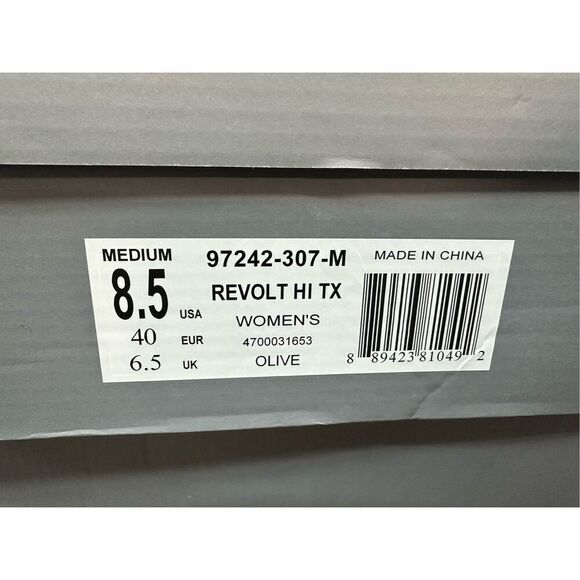 MEDIUM
8.5 USA
40 EUR
6.5 UK
97242-307-M
REVOLT HI TX
WOMEN'S
4700031653
OLIVE
MADE IN CHINA
8 89423 81049 2